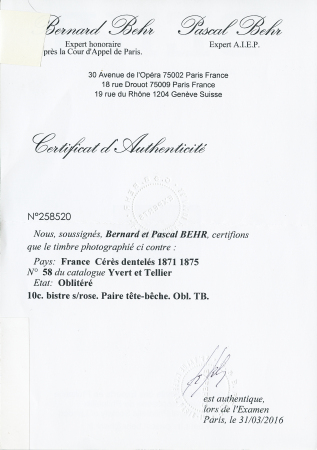 Bernard Behr Pascal Behr
Expert honoraire Expert A.I.E.P.
près la Cour d'Appel de Paris.
30 Avenue de l'Opéra 75002 Paris France
18 rue Drouot 75009 Paris France
19 rue du Rhône 1204 Genève Suisse
Certificat d'Authenticité
N°258520
Nous, soussignés, Bernard et Pascal BEHR, certifions
que le timbre photographié ci contre :
Pays: France Cérès dentelés 1871 1875
N° 58 du catalogue Yvert et Tellier
Etat: Oblitéré
10c. bistre s/rose. Paire tête-bêche. Obl. TB.
est authentique,
lors de l'Examen
Paris, le 31/03/2016